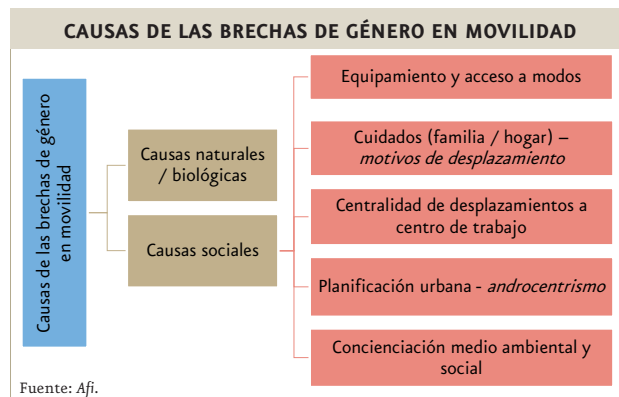 CAUSAS DE LAS BRECHAS DE GÉNERO EN MOVILIDAD
Causas de las brechas de género
en movilidad
Causas naturales
/ biológicas
Causas sociales
Equipamiento y acceso a modos
Cuidados (familia / hogar) –
motivos de desplazamiento
Centralidad de desplazamientos a
centro de trabajo
Planificación urbana - androcentrismo
Concienciación medio ambiental y
social
Fuente: Afi.